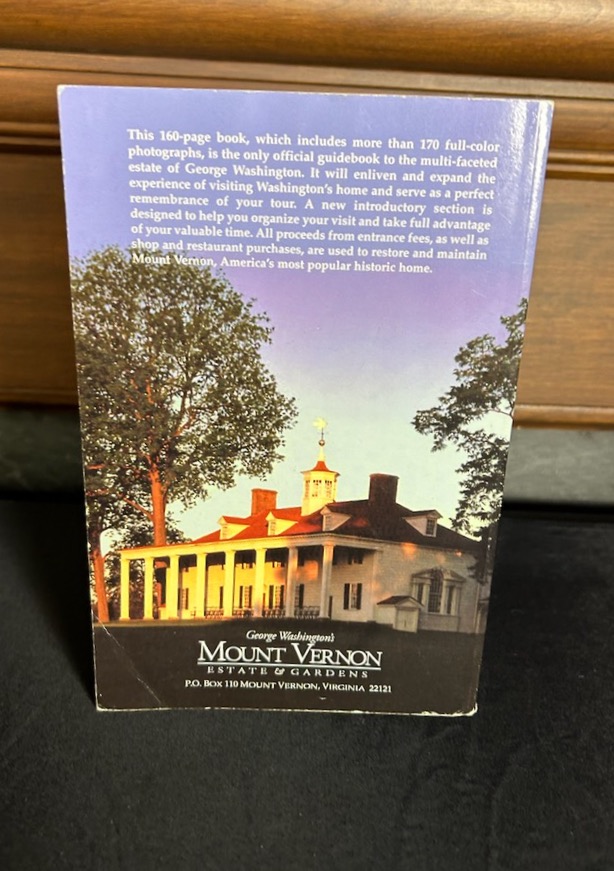 This 160-page book, which includes more than 170 full-color
photographs, is the only official guidebook to the multi-faceted
estate of George Washington. It will enliven and expand the
experience of visiting Washington's home and serve as a perfect
remembrance of your tour. A new introductory section is
designed to help you organize your visit and take full advantage
of your valuable time. All proceeds from entrance fees, as well as
shop and restaurant purchases, are used to restore and maintain
Mount Vernon, America's most popular historic home.
George Washington's
MOUNT VERNON
ESTATE & GARDENS
P.O. BOX 110 MOUNT VERNON, VIRGINIA 22121